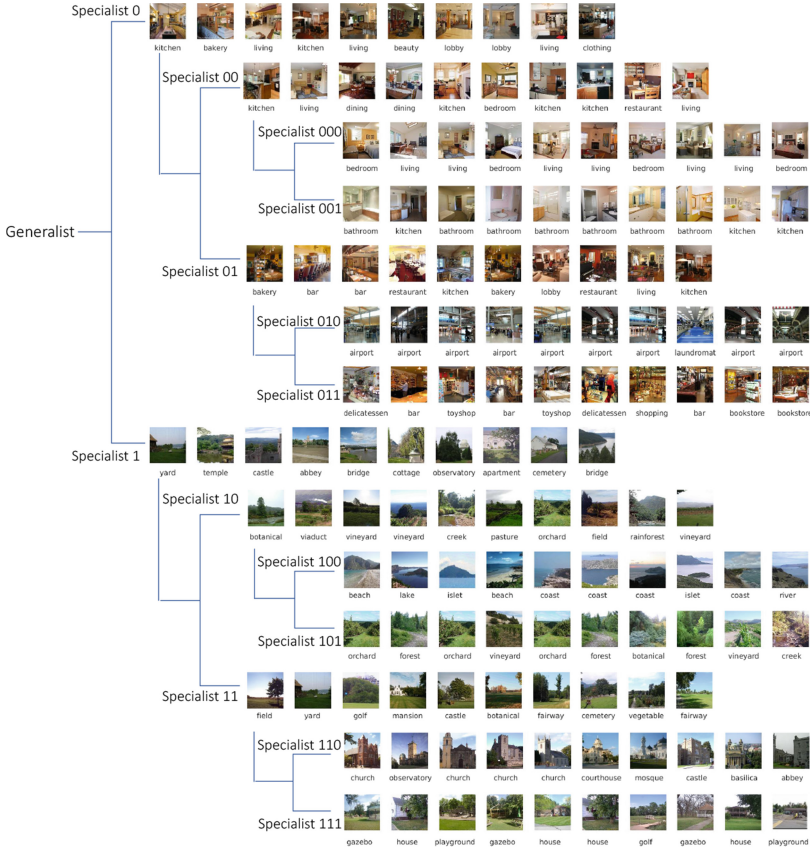 Specialist 0
kitchen bakery living kitchen living beauty lobby lobby living clothing
Specialist 00
kitchen living dining dining kitchen bedroom kitchen kitchen restaurant living
Specialist 000
bedroom living living bedroom living living bedroom living living bedroom
Specialist 001
bathroom kitchen bathroom bathroom bathroom bathroom bathroom bathroom kitchen kitchen
Generalist
Specialist 01
bakery bar bar restaurant kitchen bakery lobby restaurant living kitchen
Specialist 010
airport airport airport airport airport airport airport laundromat airport airport
Specialist 011
delicatessen bar toyshop bar toyshop delicatessen shopping bar bookstore bookstore
Specialist 1
yard temple castle abbey bridge cottage observatory apartment cemetery bridge
Specialist 10
botanical viaduct vineyard vineyard creek pasture orchard field rainforest vineyard
Specialist 100
beach lake islet beach coast coast coast islet coast river
Specialist 101
orchard forest orchard vineyard orchard forest botanical forest vineyard creek
Specialist 11
field yard golf mansion castle botanical fairway cemetery vegetable fairway
Specialist 110
church observatory church church church courthouse mosque castle basilica abbey
Specialist 111
gazebo house playground gazebo house house golf gazebo house playground